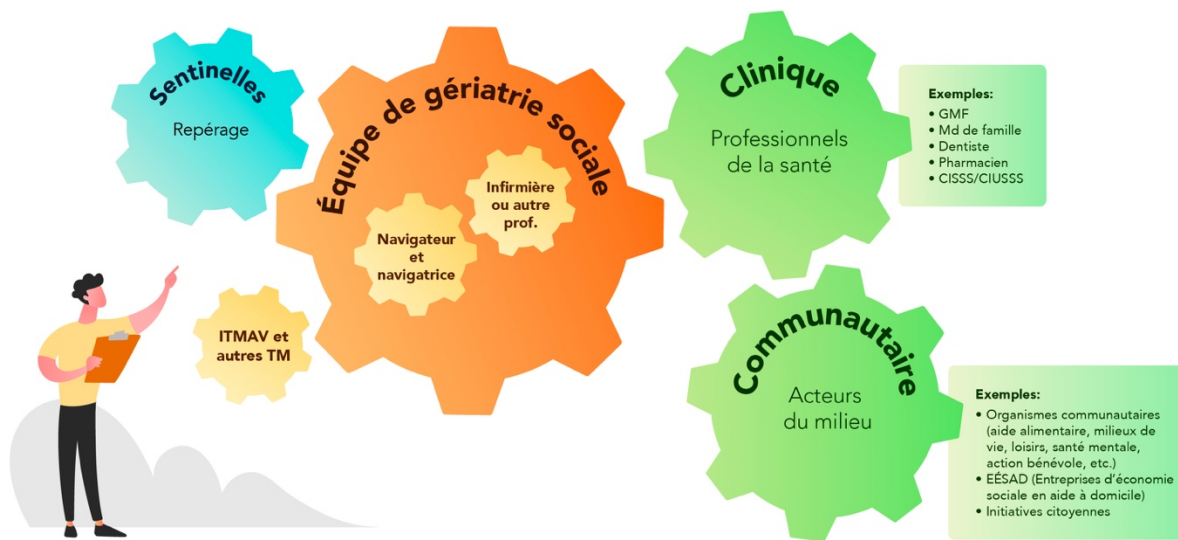 Sentinelles
Repérage
Équipe de gériatrie sociale
Infirmière
ou autre
prof.
Navigateur
et
navigatrice
ITMAV et
autres TM
Clinique
Professionnels
de la santé
Exemples:
• GMF
• Md de famille
• Dentiste
• Pharmacien
• CISSS/CIUSSS
Communautaire
Acteurs
du milieu
Exemples:
• Organismes communautaires
(aide alimentaire, milieux de
vie, loisirs, santé mentale,
action bénévole, etc.)
• EÉSAD (Entreprises d'économie
sociale en aide à domicile)
• Initiatives citoyennes